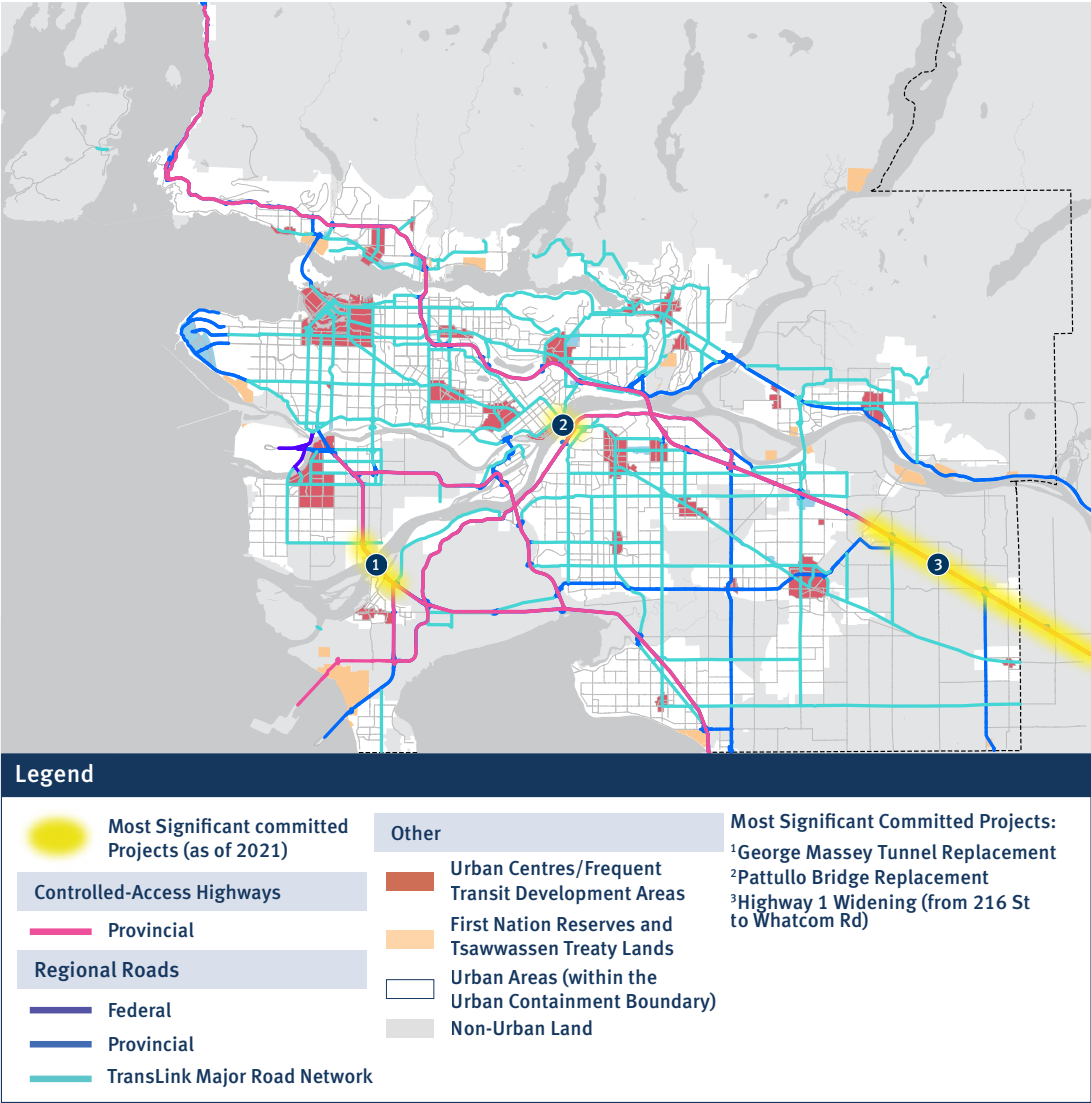 2
1
3
Legend
Most Significant committed
Projects (as of 2021)
Controlled-Access Highways
Provincial
Regional Roads
Federal
Provincial
TransLink Major Road Network
Other
Urban Centres/Frequent
Transit Development Areas
First Nation Reserves and
Tsawwassen Treaty Lands
Urban Areas (within the
Urban Containment Boundary)
Non-Urban Land
Most Significant Committed Projects:
¹George Massey Tunnel Replacement
²Pattullo Bridge Replacement
³Highway 1 Widening (from 216 St
to Whatcom Rd)